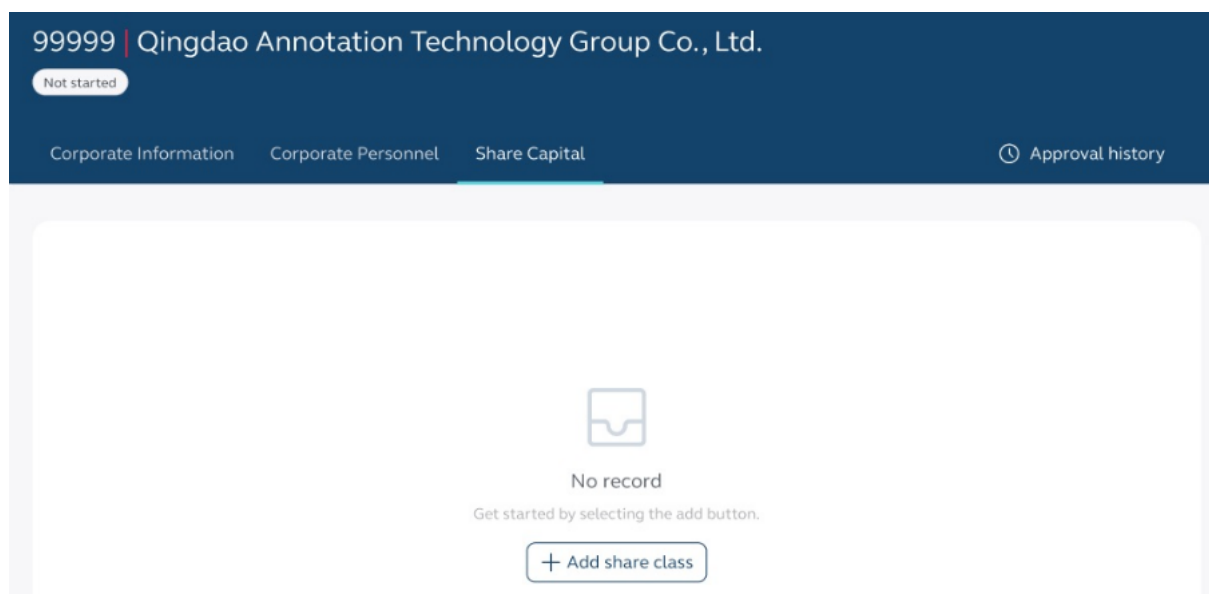 99999 | Qingdao Annotation Technology Group Co., Ltd.
Not started
Corporate Information Corporate Personnel Share Capital Approval history
No record
Get started by selecting the add button.
+ Add share class